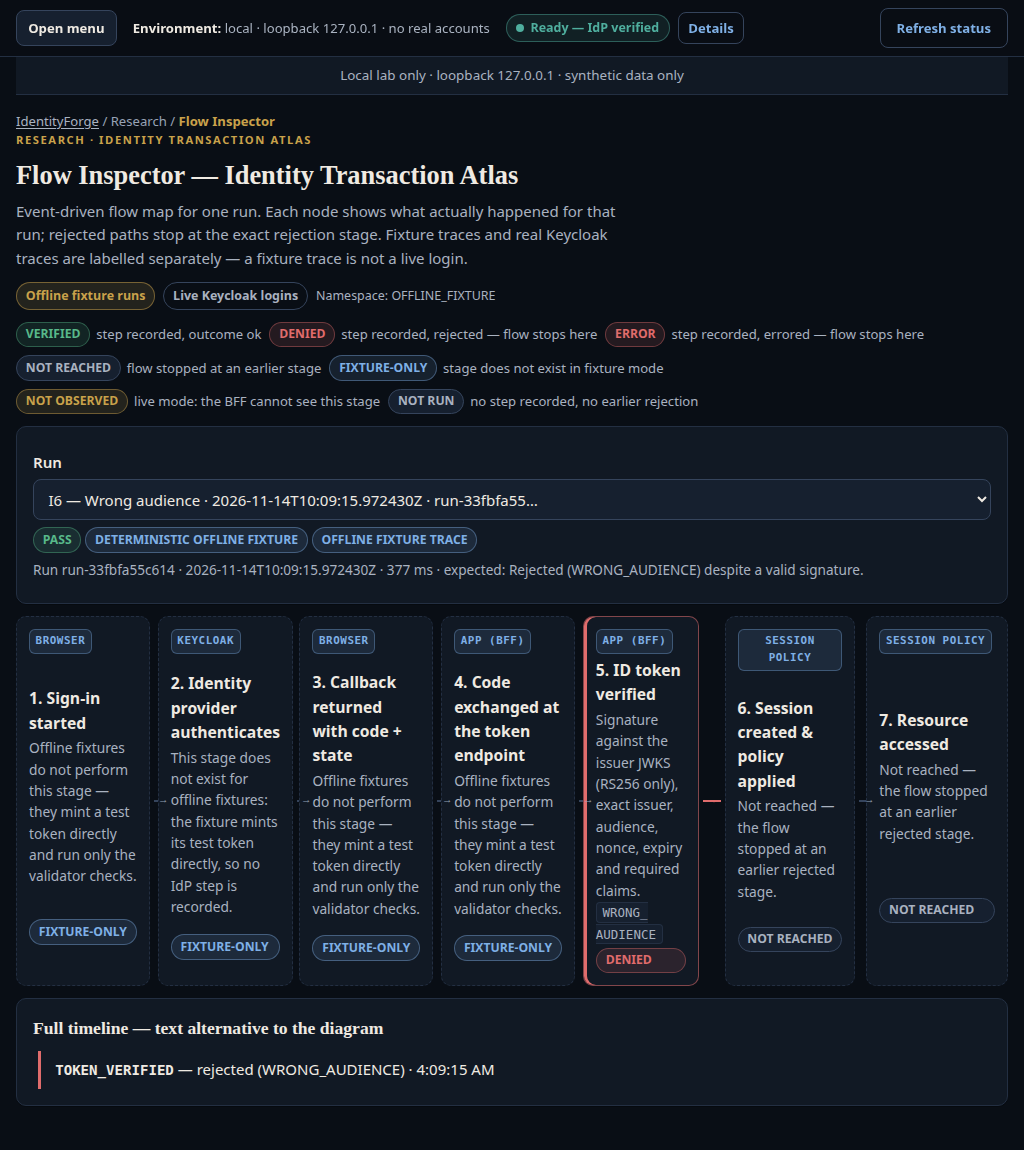 Open menu
Environment: local · loopback 127.0.0.1 · no real accounts
Ready — IdP verified
Details
Refresh status
Local lab only · loopback 127.0.0.1 · synthetic data only
IdentityForge / Research / Flow Inspector
RESEARCH · IDENTITY TRANSACTION ATLAS
Flow Inspector — Identity Transaction Atlas
Event-driven flow map for one run. Each node shows what actually happened for that
run; rejected paths stop at the exact rejection stage. Fixture traces and real Keycloak
traces are labelled separately — a fixture trace is not a live login.
Offline fixture runs
Live Keycloak logins
Namespace: OFFLINE_FIXTURE
VERIFIED step recorded, outcome ok
DENIED step recorded, rejected — flow stops here
ERROR step recorded, errored — flow stops here
NOT REACHED flow stopped at an earlier stage
FIXTURE-ONLY stage does not exist in fixture mode
NOT OBSERVED live mode: the BFF cannot see this stage
NOT RUN no step recorded, no earlier rejection
Run
I6 — Wrong audience · 2026-11-14T10:09:15.972430Z · run-33fbfa55...
PASS
DETERMINISTIC OFFLINE FIXTURE
OFFLINE FIXTURE TRACE
Run run-33fbfa55c614 · 2026-11-14T10:09:15.972430Z · 377 ms · expected: Rejected (WRONG_AUDIENCE) despite a valid signature.
BROWSER
1. Sign-in
started
Offline fixtures
do not perform
this stage —
they mint a test
token directly
and run only the
validator checks.
FIXTURE-ONLY
→
KEYCLOAK
2. Identity
provider
authenticates
This stage does
not exist for
offline fixtures:
the fixture mints
its test token
directly, so no
IdP step is
recorded.
FIXTURE-ONLY
→
BROWSER
3. Callback
returned
with code +
state
Offline fixtures
do not perform
this stage —
they mint a test
token directly
and run only the
validator checks.
FIXTURE-ONLY
→
APP (BFF)
4. Code
exchanged at
the token
endpoint
Offline fixtures
do not perform
this stage —
they mint a test
token directly
and run only the
validator checks.
FIXTURE-ONLY
→
APP (BFF)
5. ID token
verified
Signature
against the
issuer JWKS
(RS256 only),
exact issuer,
audience,
nonce, expiry
and required
claims.
WRONG_
AUDIENCE
DENIED
SESSION
POLICY
6. Session
created &
policy
applied
Not reached —
the flow
stopped at an
earlier rejected
stage.
NOT REACHED
→
SESSION POLICY
7. Resource
accessed
Not reached —
the flow stopped
at an earlier
rejected stage.
NOT REACHED
Full timeline — text alternative to the diagram
TOKEN_VERIFIED — rejected (WRONG_AUDIENCE) · 4:09:15 AM